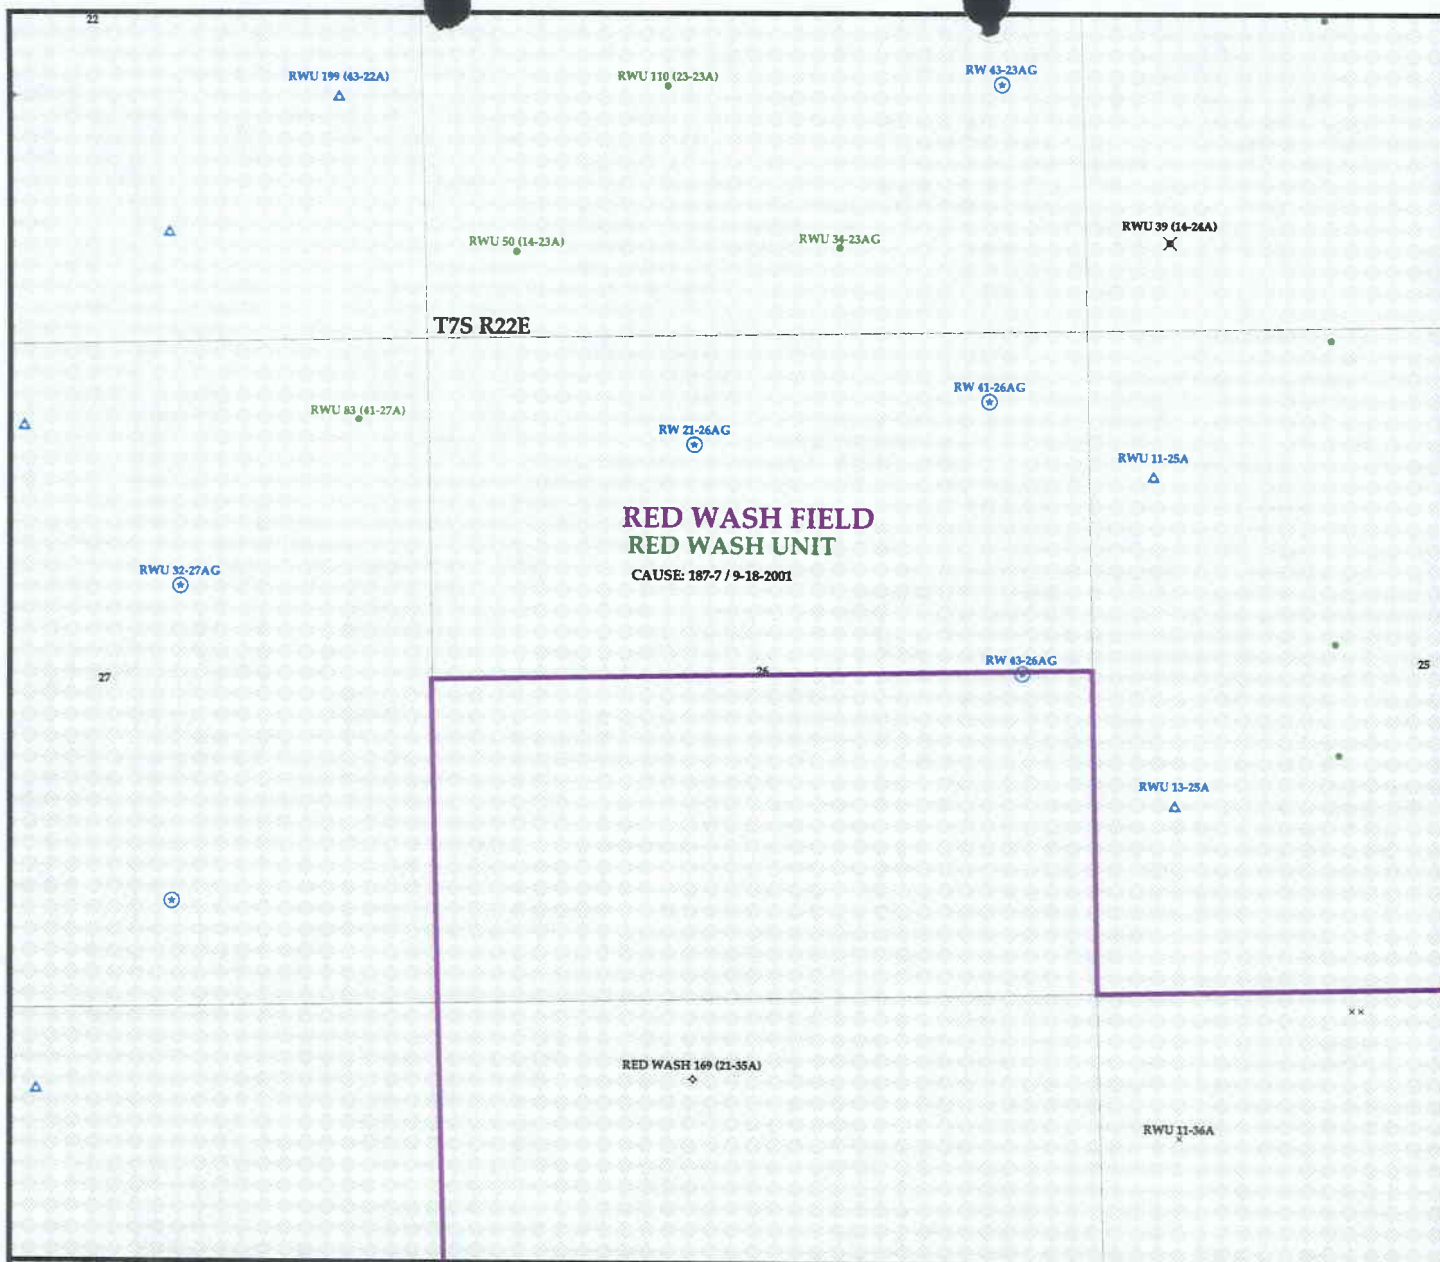 22
RWU 199 (43-22A)
RWU 110 (23-23A)
RW 43-23AG
RWU 50 (14-23A)
RWU 34-23AG
RWU 39 (14-24A)
T7S R22E
RWU 83 (41-27A)
RW 21-26AG
RW 41-26AG
RWU 11-25A
RED WASH FIELD
RED WASH UNIT
CAUSE: 187-7 / 9-18-2001
RWU 32-27AG
27
26
RW 43-26AG
25
RWU 13-25A
RED WASH 169 (21-35A)
RWU 11-36A